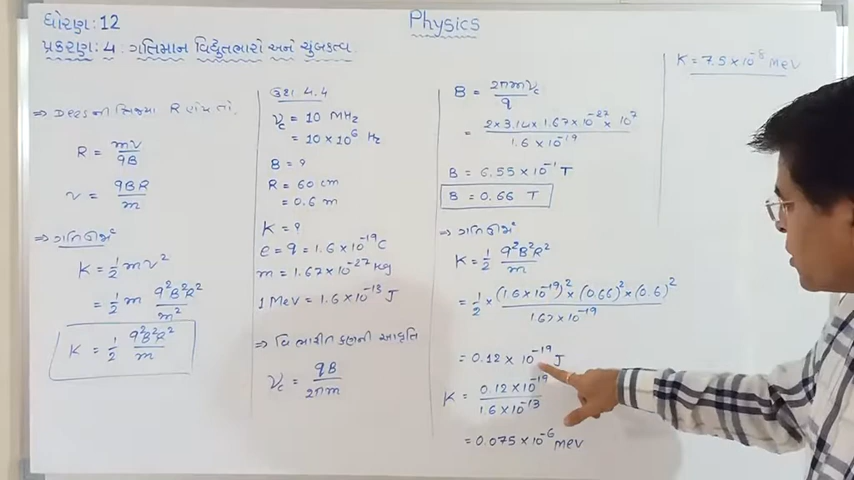 ધોરણ: 12
Physics
પ્રકરણ: 4 ગતિમાન વિદ્યુતભારો અને ચુંબકત્વ
⇒ Dees ની ત્રિજ્યા R હોય તો,
R = mv/qB
v = qBR/m
⇒ ગતિઊર્જા
K = 1/2 mv²
= 1/2 m q²B²R²/m²
K = 1/2 q²B²R²/m
ઉદા. 4.4
ν_c = 10 MHz
= 10 × 10⁶ Hz
B = ?
R = 60 cm
= 0.6 m
K = ?
e = q = 1.6 × 10⁻¹⁹ C
m = 1.67 × 10⁻²⁷ kg
1 MeV = 1.6 × 10⁻¹³ J
⇒ વિભારીત કણની આવૃતિ
ν_c = qB/2πm
B = 2πmν_c/q
= 2 × 3.14 × 1.67 × 10⁻²⁷ × 10⁷/1.6 × 10⁻¹⁹
B = 6.55 × 10⁻¹ T
B = 0.66 T
⇒ ગતિઊર્જા
K = 1/2 q²B²R²/m
= 1/2 × (1.6 × 10⁻¹⁹)² × (0.66)² × (0.6)²/1.67 × 10⁻¹⁹
= 0.12 × 10⁻¹⁹ J
K = 0.12 × 10⁻¹⁹/1.6 × 10⁻¹³
= 0.075 × 10⁻⁶ MeV
K = 7.5 × 10⁻⁸ MeV